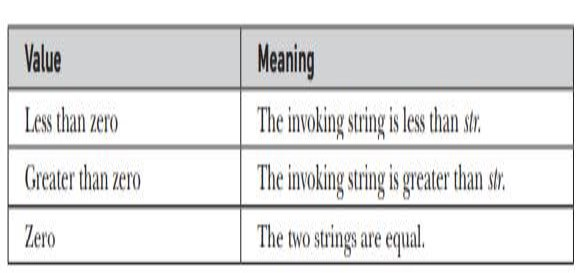 Value Meaning
Less than zero The invoking string is less than str.
Greater than zero The invoking string is greater than str.
Zero The two strings are equal.